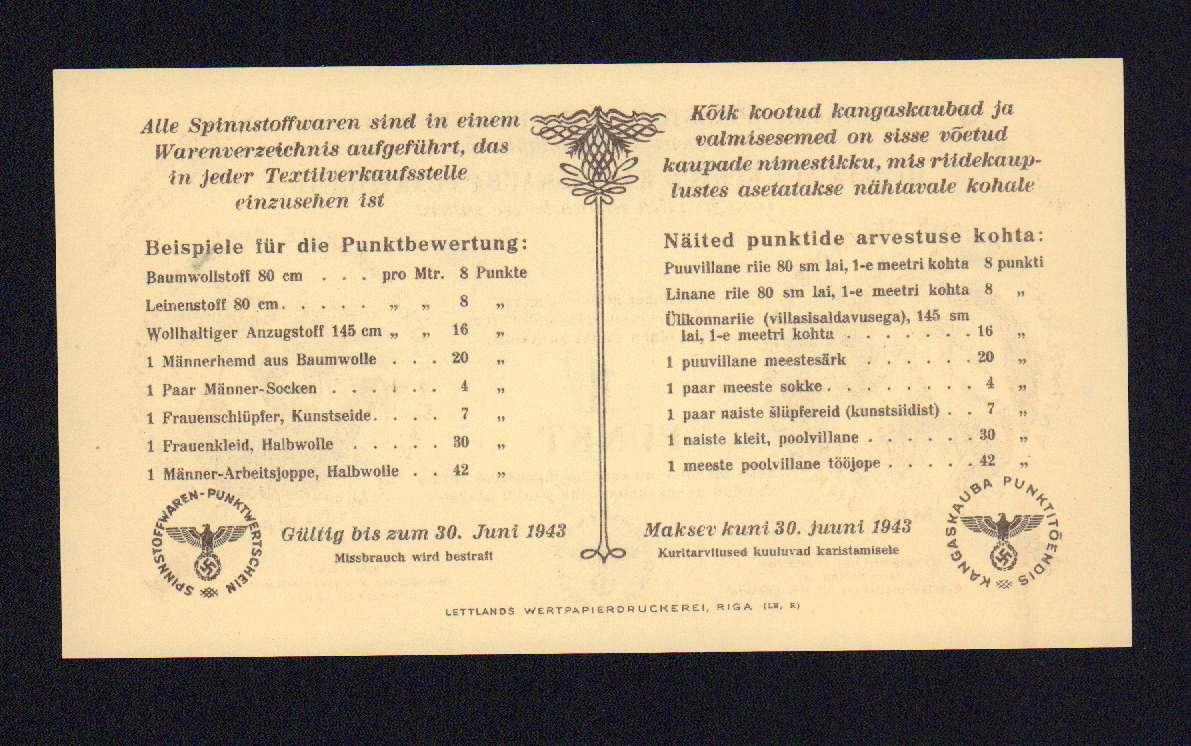 Alle Spinnstoffwaren sind in einem
Warenverzeichnis aufgeführt, das
in jeder Textilverkaufsstelle
einzusehen ist
Beispiele für die Punktbewertung:
Baumwollstoff 80 cm . . . pro Mtr. 8 Punkte
Leinenstoff 80 cm . . . . . „ „ 8 „
Wollhaltiger Anzugstoff 145 cm „ „ 16 „
1 Männerhemd aus Baumwolle . . . 20 „
1 Paar Männer-Socken . . . . . . 4 „
1 Frauenschlüpfer, Kunstseide . . . . 7 „
1 Frauenkleid, Halbwolle . . . . . 30 „
1 Männer-Arbeitsjoppe, Halbwolle . . 42 „
SPINNSTOFFWAREN-PUNKTWERTSCHEIN
Gültig bis zum 30. Juni 1943
Missbrauch wird bestraft
Kõik kootud kangaskaubad ja
valmisesemed on sisse võetud
kaupade nimestikku, mis riidekaup-
lustes asetatakse nähtavale kohale
Näited punktide arvestuse kohta:
Puuvillane riie 80 sm lai, 1-e meetri kohta 8 punkti
Linane riie 80 sm lai, 1-e meetri kohta 8 „
Ülikonnariie (villasisaldavusega), 145 sm
lai, 1-e meetri kohta . . . . . . . 16 „
1 puuvillane meestesärk . . . . . . 20 „
1 paar meeste sokke . . . . . . . . 4 „
1 paar naiste šlüpfereid (kunstsiidist) . . 7 „
1 naiste kleit, poolvillane . . . . . . 30 „
1 meeste poolvillane tööjope . . . . . 42 „
Maksev kuni 30. juuni 1943
Kuritarvitused kuuluvad karistamisele
KANGASKAUBA PUNKTITÕENDIS
LETTLANDS WERTPAPIERDRUCKEREI, RIGA